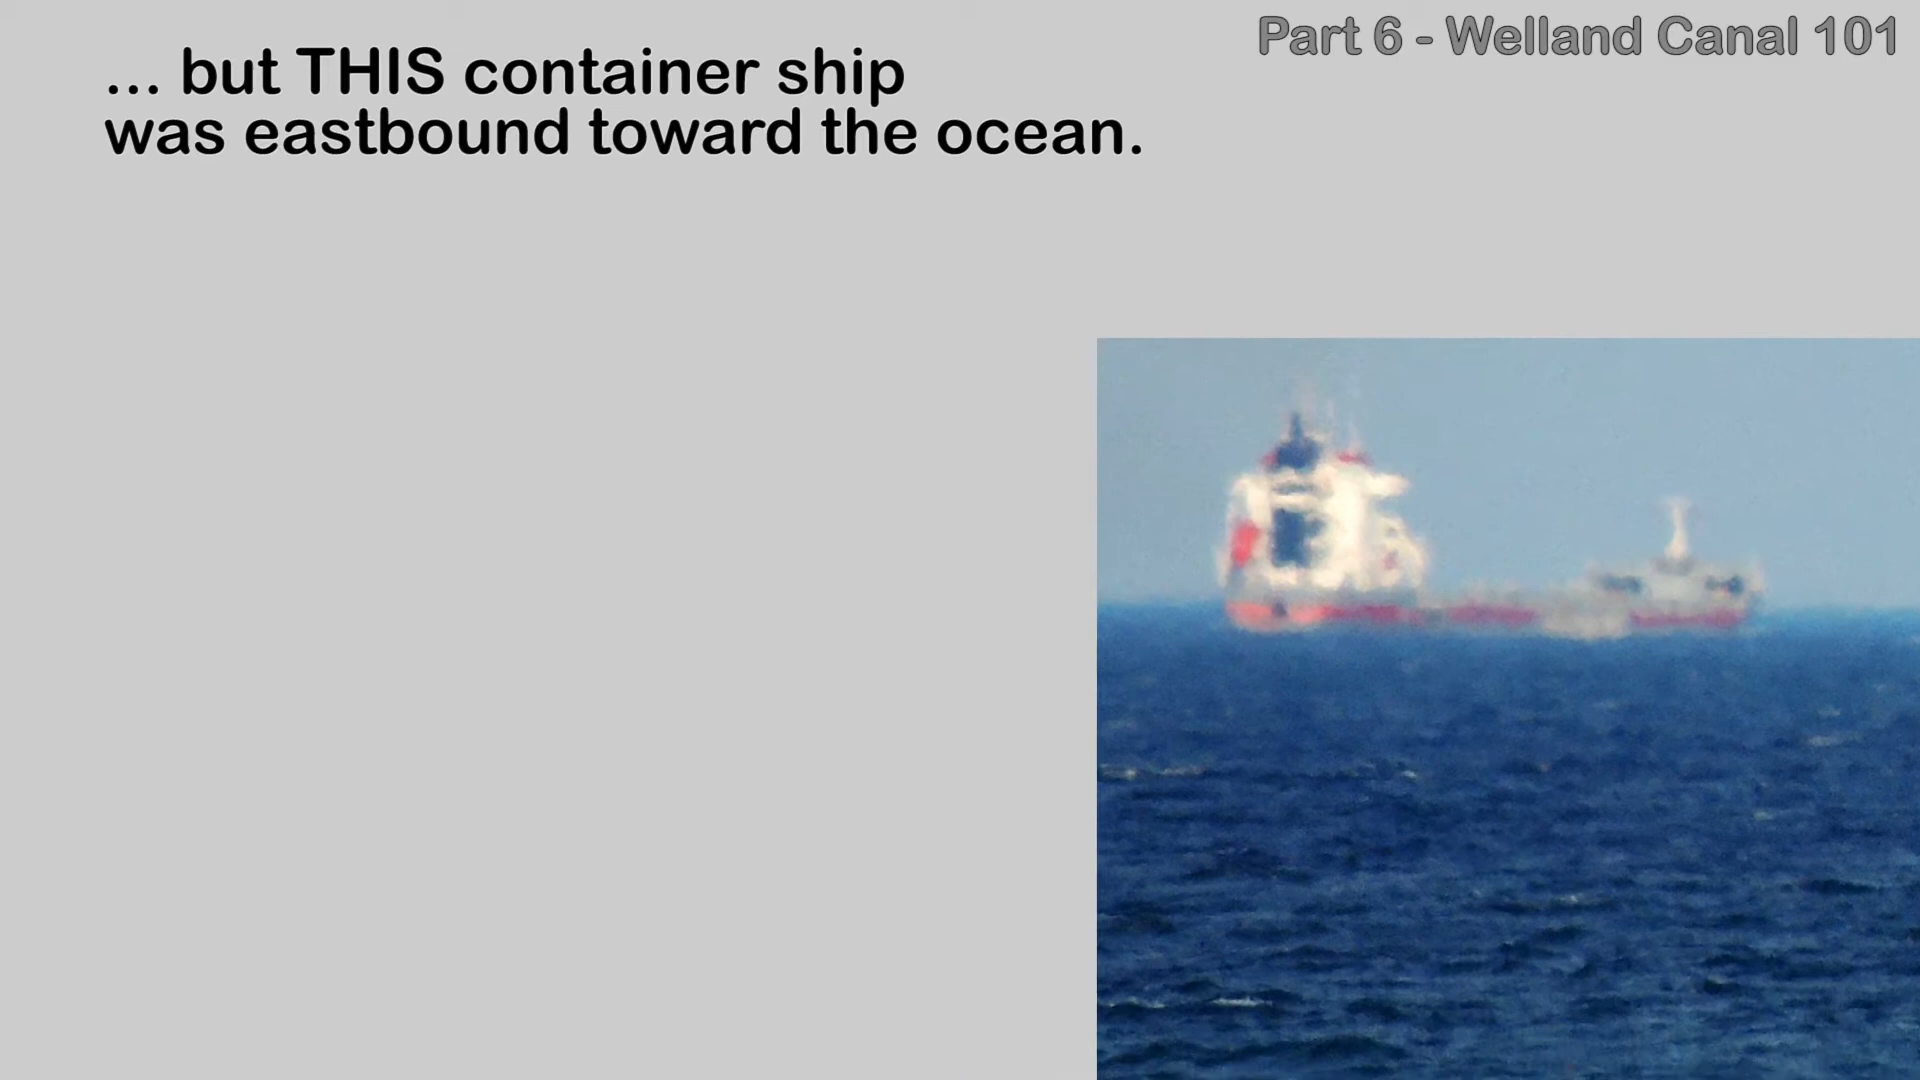 Part 6 - Welland Canal 101
... but THIS container ship
was eastbound toward the ocean.